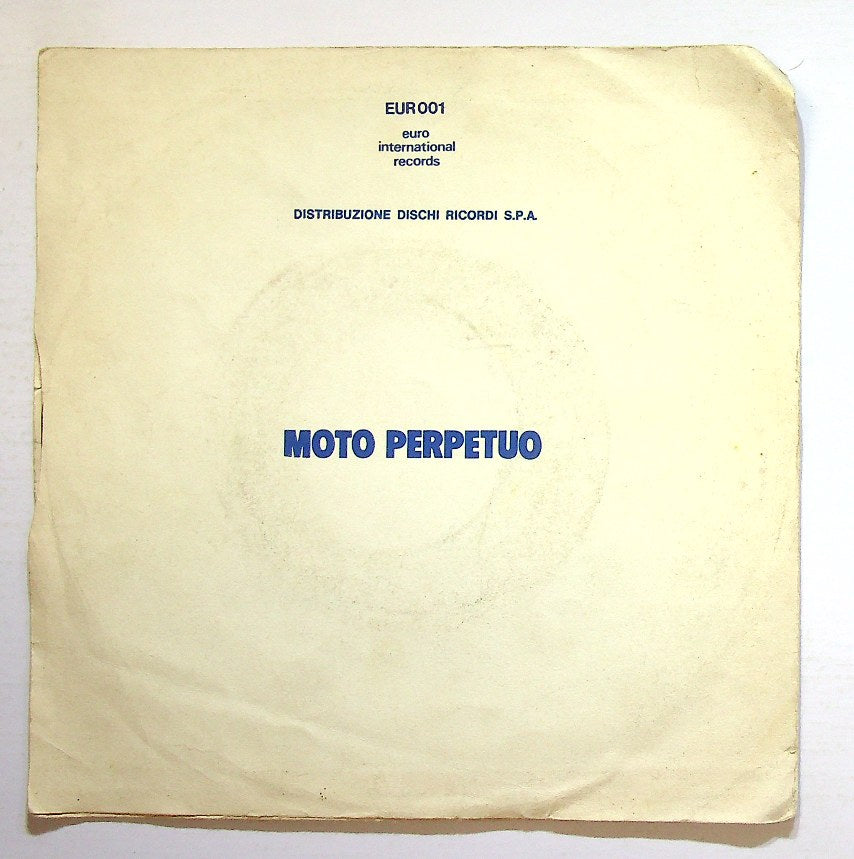 EUR 001
euro
international
records
DISTRIBUZIONE DISCHI RICORDI S.P.A.
MOTO PERPETUO